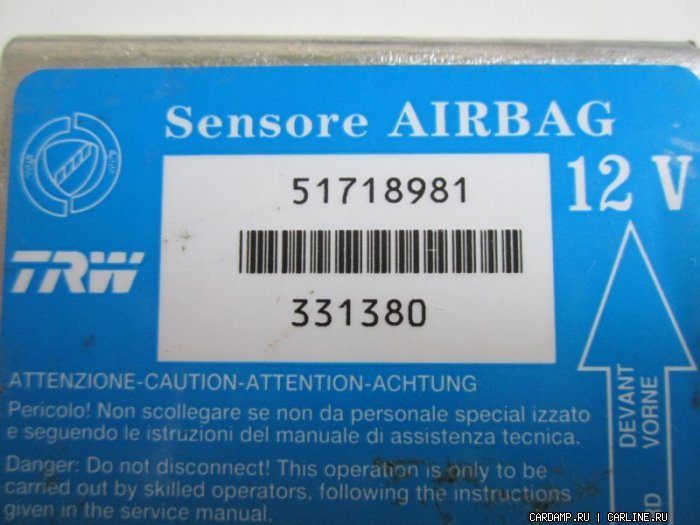 Sensore AIRBAG
51718981
12 V
TRW
331380
ATTENZIONE-CAUTION-ATTENTION-ACHTUNG
Pericolo! Non scollegare se non da personale special izzato
e seguendo le istruzioni del manuale di assistenza tecnica.
Danger: Do not disconnect! This operation is only to be
carried out by skilled operators, following the instructions
given in the service manual.
DEVANT
VORNE
CARDAMP.RU | CARLINE.RU